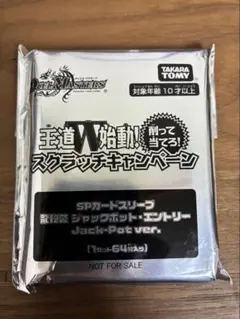 DUEL MASTERS
TAKARA TOMY
対象年齢 10才以上
王道W始動!
削って当てろ!
スクラッチキャンペーン
SPカードスリーブ
ジャックポット・エントリー
Jack-Pot ver.
NOT FOR SALE